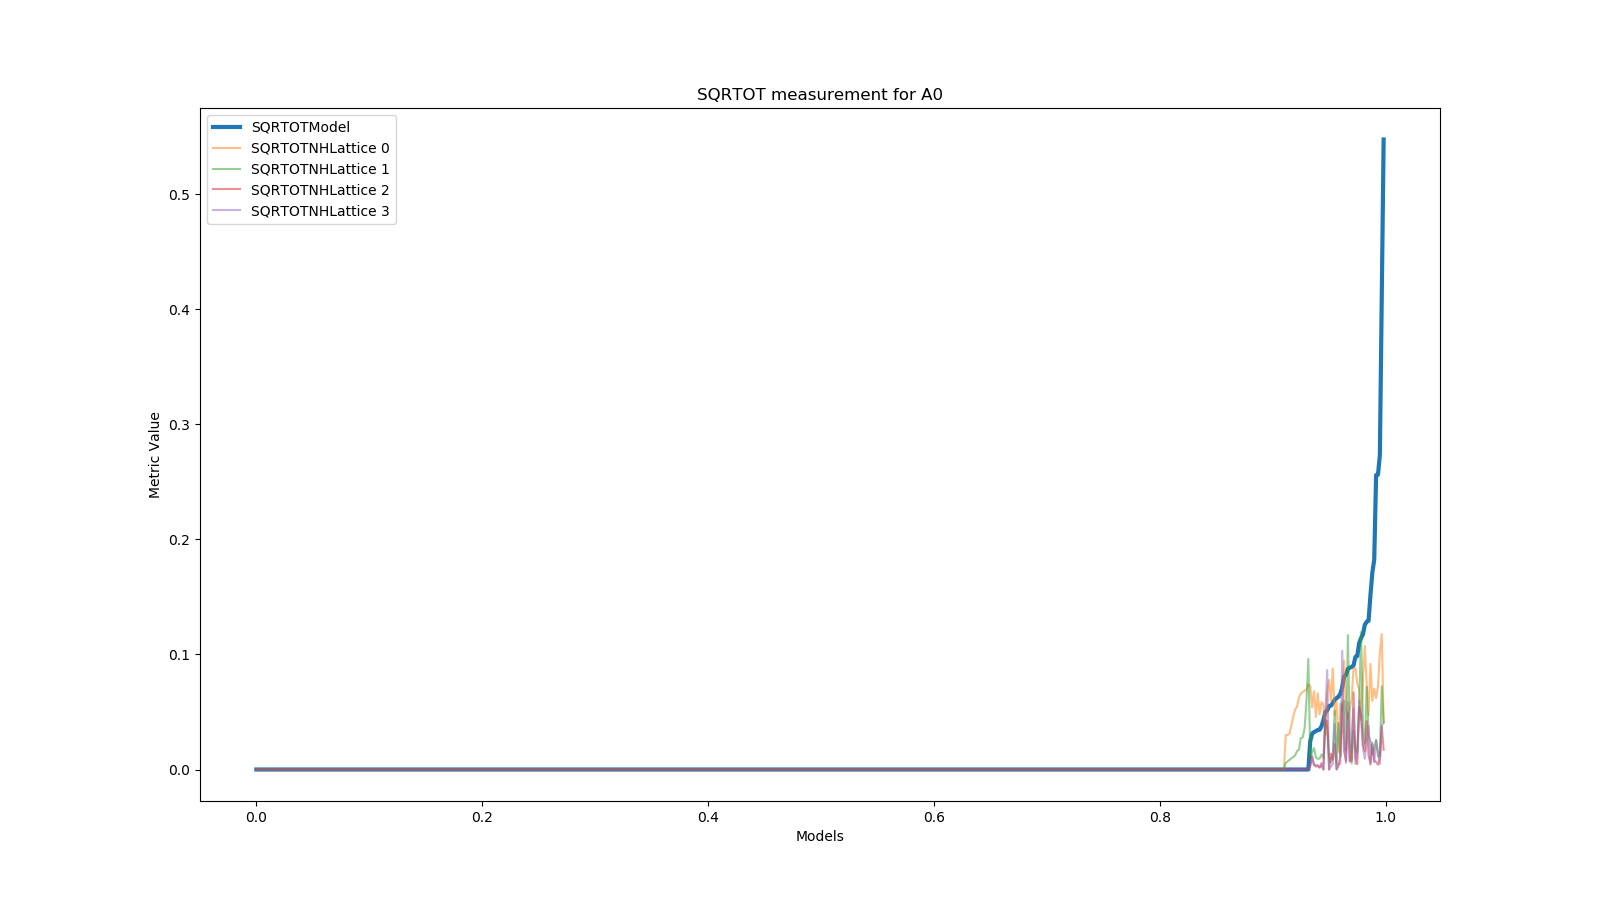 SQRTOT measurement for A0
SQRTOTModel
SQRTOTNHLattice 0
SQRTOTNHLattice 1
SQRTOTNHLattice 2
SQRTOTNHLattice 3
0.5
0.4
0.3
0.2
0.1
0.0
Metric Value
0.0 0.2 0.4 0.6 0.8 1.0
Models